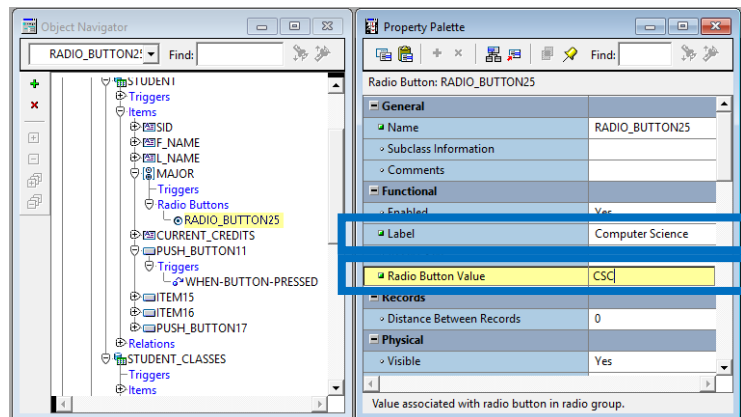 Object Navigator
RADIO_BUTTON25 Find:
STUDENT
Triggers
Items
SID
F_NAME
L_NAME
MAJOR
Triggers
Radio Buttons
RADIO_BUTTON25
CURRENT_CREDITS
PUSH_BUTTON11
Triggers
WHEN-BUTTON-PRESSED
ITEM15
ITEM16
PUSH_BUTTON17
Relations
STUDENT_CLASSES
Triggers
Items
Property Palette
Find:
Radio Button: RADIO_BUTTON25
General
Name RADIO_BUTTON25
Subclass Information
Comments
Functional
Enabled Yes
Label Computer Science
Radio Button Value CSC
Records
Distance Between Records 0
Physical
Visible Yes
Value associated with radio button in radio group.